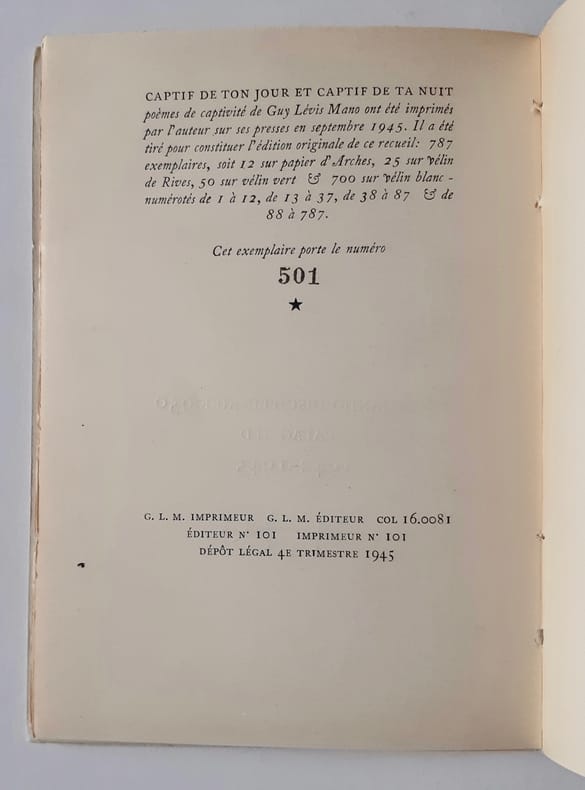 CAPTIF DE TON JOUR ET CAPTIF DE TA NUIT
poèmes de captivité de Guy Lévis Mano ont été imprimés
par l'auteur sur ses presses en septembre 1945. Il a été
tiré pour constituer l'édition originale de ce recueil: 787
exemplaires, soit 12 sur papier d'Arches, 25 sur vélin
de Rives, 50 sur vélin vert & 700 sur vélin blanc -
numérotés de 1 à 12, de 13 à 37, de 38 à 87 & de
88 à 787.
Cet exemplaire porte le numéro
501
★
G. L. M. IMPRIMEUR G. L. M. ÉDITEUR COL 16.0081
ÉDITEUR N° 101 IMPRIMEUR N° 101
DÉPÔT LÉGAL 4E TRIMESTRE 1945